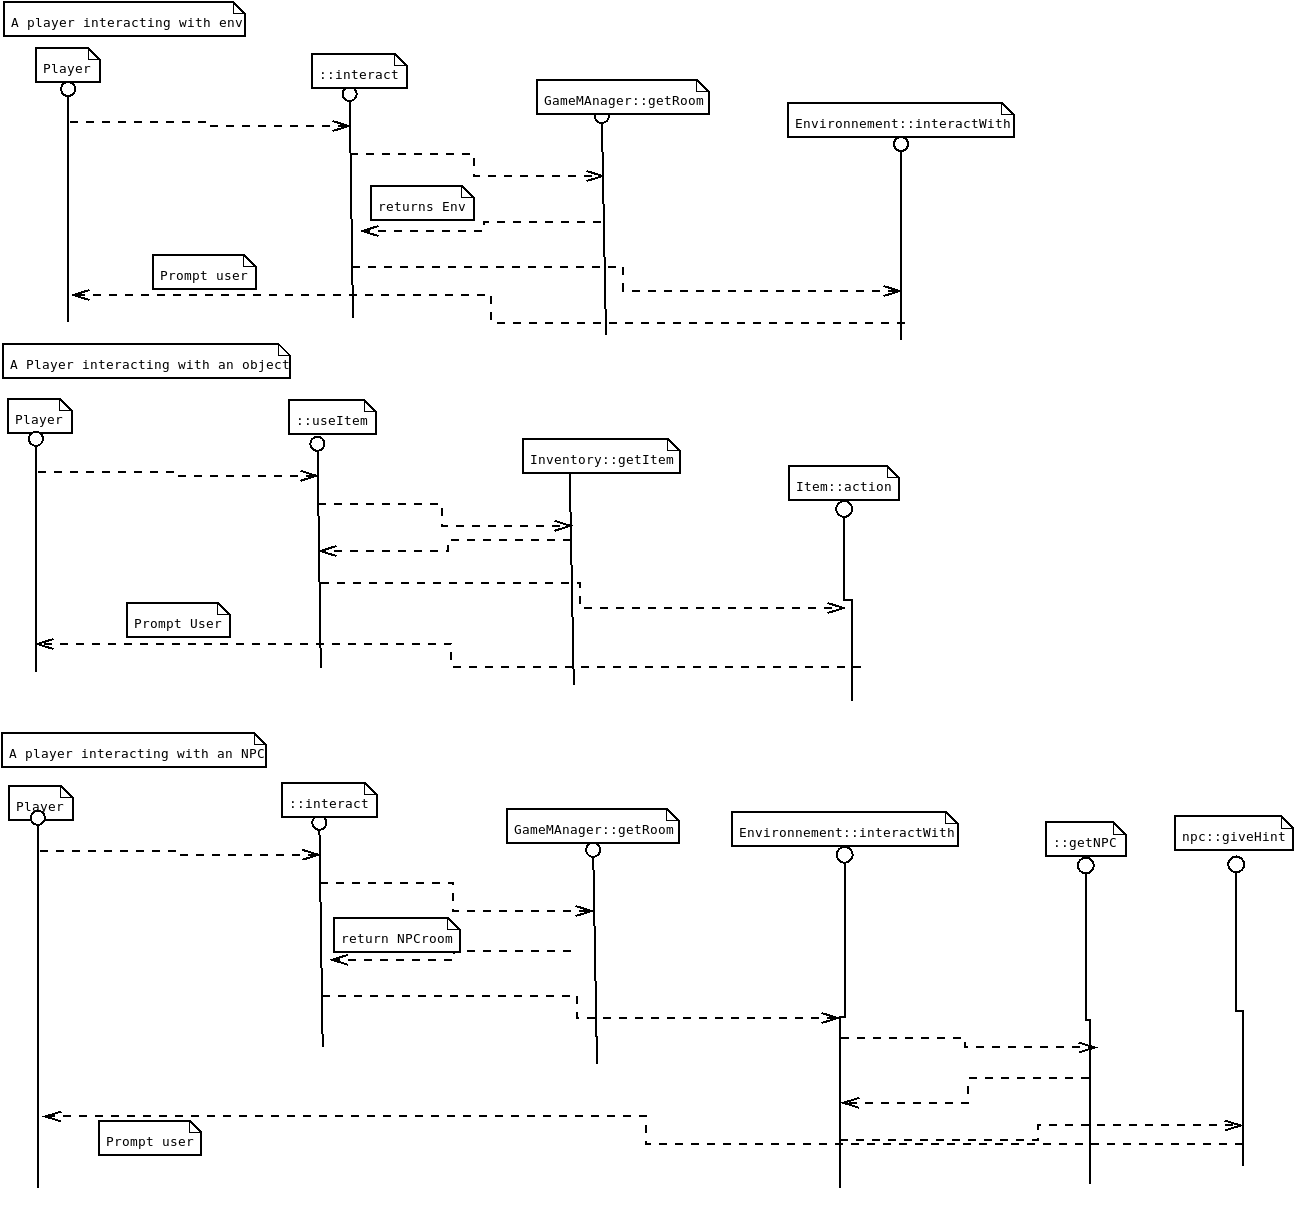 A player interacting with env
Player
::interact
GameMAnager::getRoom
Environnement::interactWith
returns Env
Prompt user
A Player interacting with an object
Player
::useItem
Inventory::getItem
Item::action
Prompt User
A player interacting with an NPC
Player
::interact
GameMAnager::getRoom
Environnement::interactWith
::getNPC
npc::giveHint
return NPCroom
Prompt user